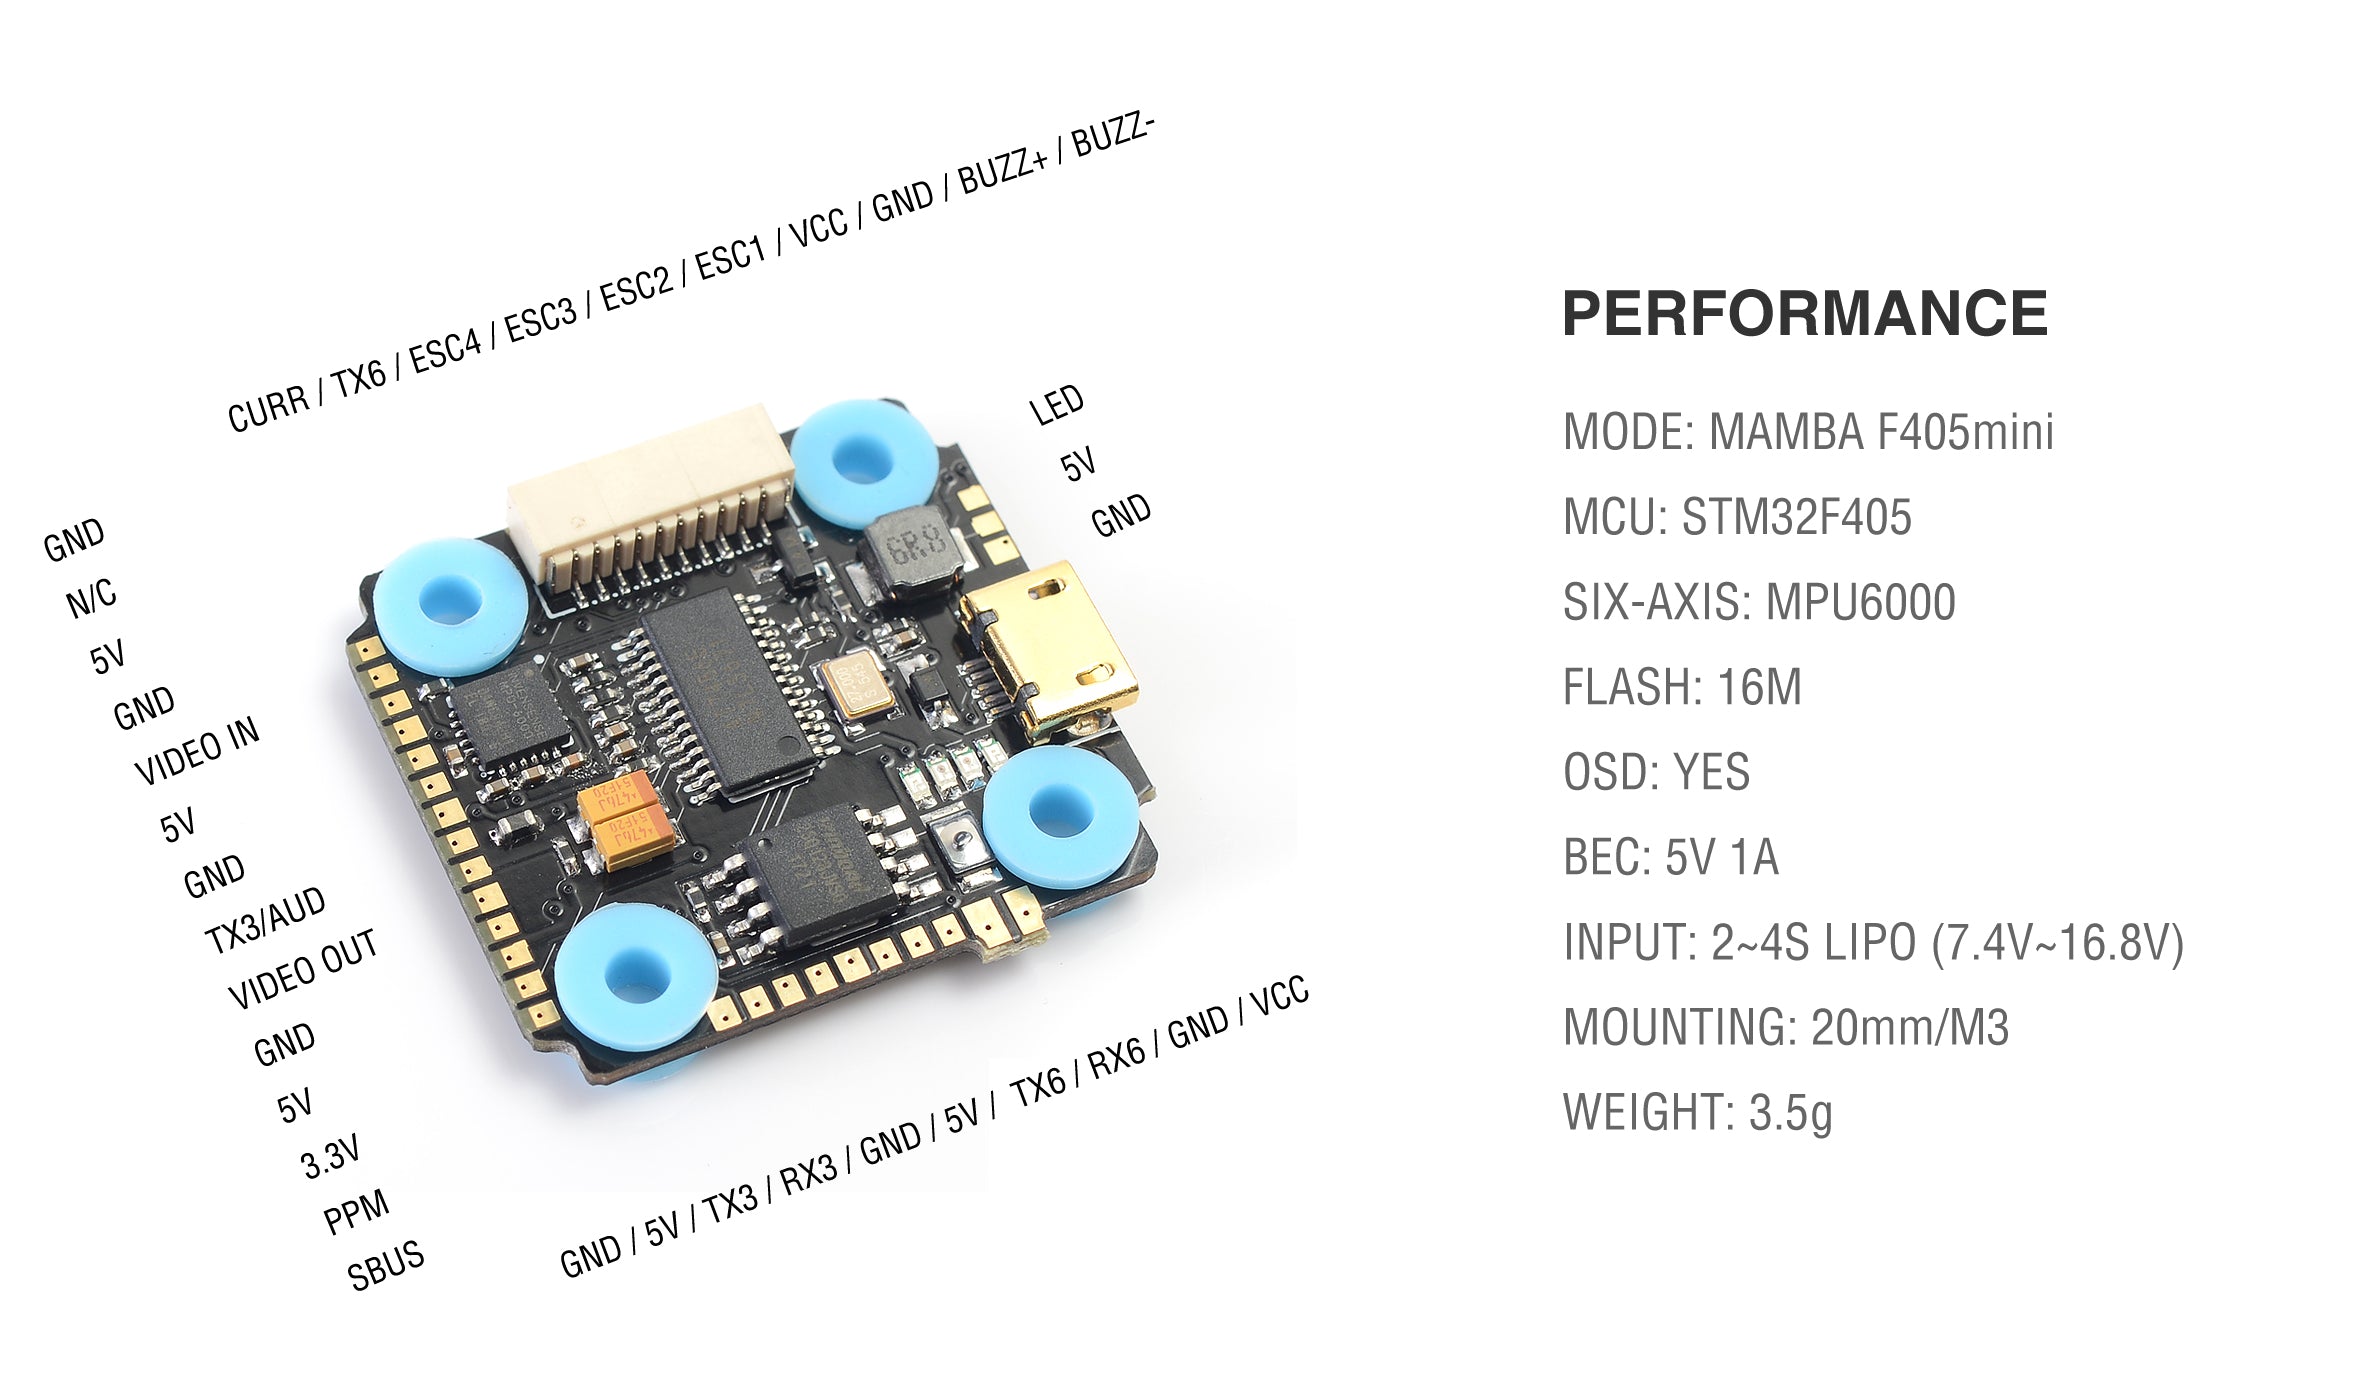 CURR / TX6 / ESC4 / ESC3 / ESC2 / ESC1 / VCC / GND / BUZZ+ / BUZZ-
LED
5V
GND
GND
N/C
5V
GND
VIDEO IN
5V
GND
TX3/AUD
VIDEO OUT
GND
5V
3.3V
PPM
SBUS
GND / 5V / TX3 / RX3 / GND / 5V / TX6 / RX6 / GND / VCC
6R8
PERFORMANCE
MODE: MAMBA F405mini
MCU: STM32F405
SIX-AXIS: MPU6000
FLASH: 16M
OSD: YES
BEC: 5V 1A
INPUT: 2~4S LIPO (7.4V~16.8V)
MOUNTING: 20mm/M3
WEIGHT: 3.5g